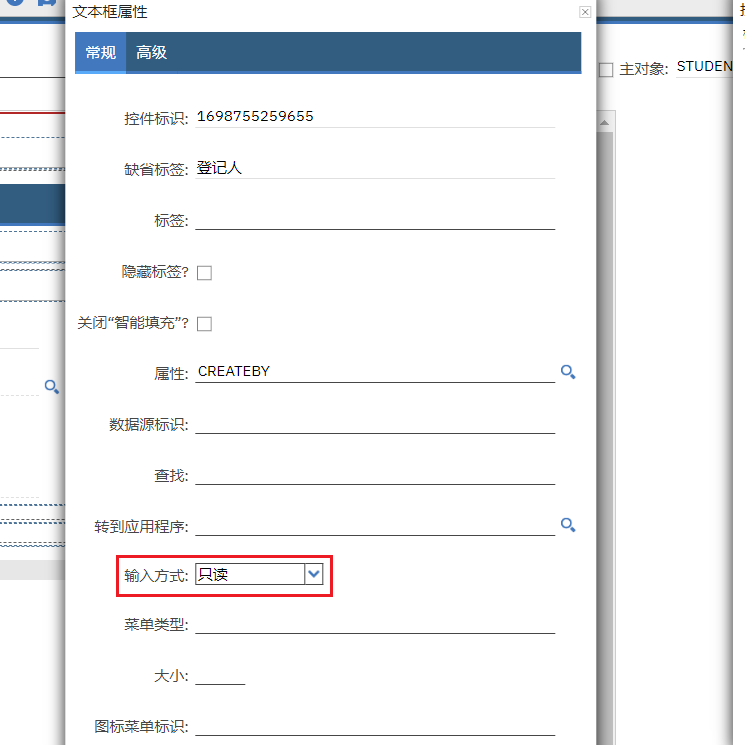 文本框属性
常规 高级
主对象: STUDEN
控件标识: 1698755259655
缺省标签: 登记人
标签:
隐藏标签?
关闭“智能填充”?
属性: CREATEBY
数据源标识:
查找:
转到应用程序:
输入方式: 只读
菜单类型:
大小:
图标菜单标识: